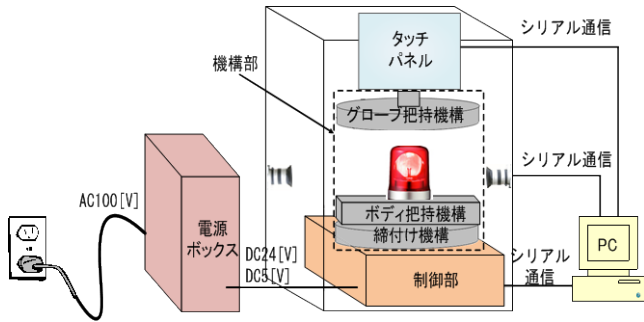 タッチ
パネル
シリアル通信
機構部
グローブ把持機構
シリアル通信
AC100[V]
ボディ把持機構
締付け機構
電源
ボックス
DC24[V]
DC5[V]
制御部
シリアル
通信
PC